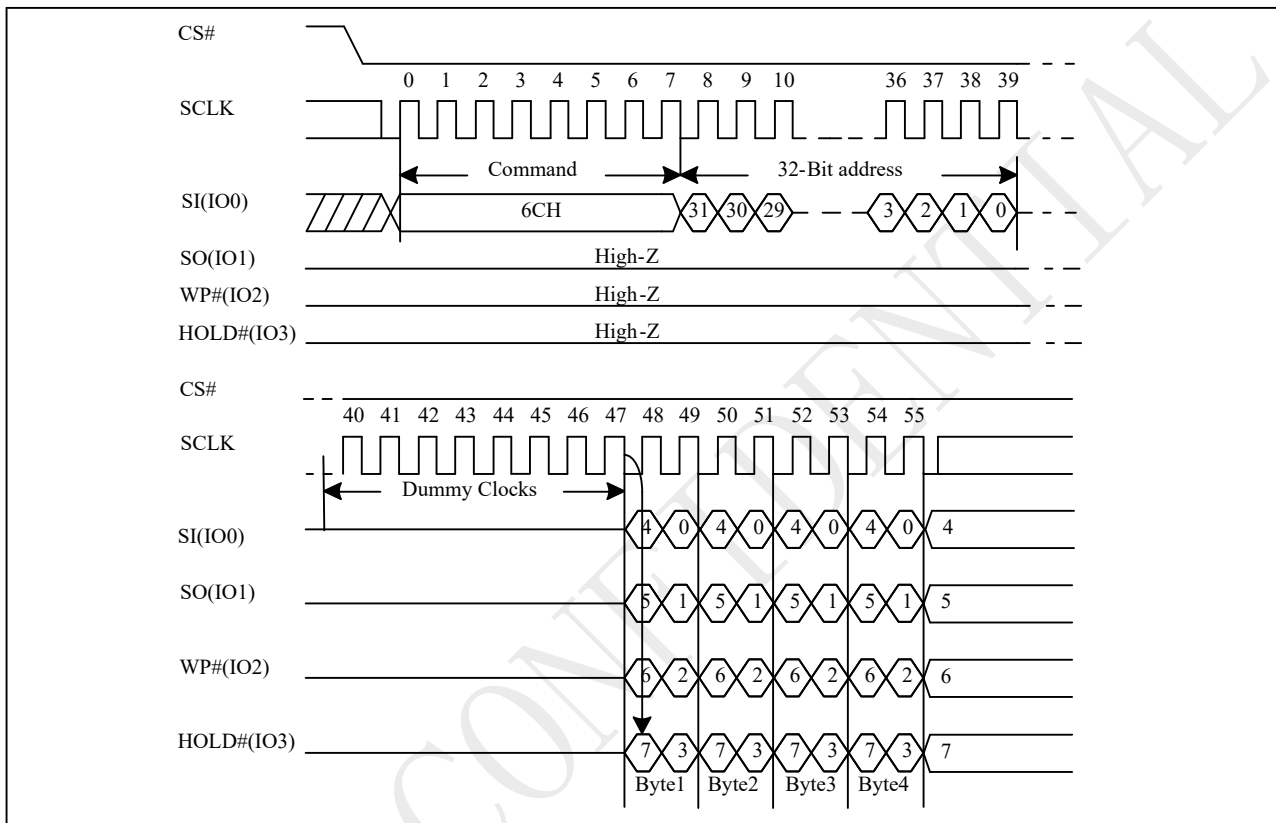 CS#
0 1 2 3 4 5 6 7 8 9 10 36 37 38 39
SCLK
Command 32-Bit address
SI(IO0) 6CH 31 30 29 3 2 1 0
SO(IO1) High-Z
WP#(IO2) High-Z
HOLD#(IO3) High-Z
CS#
40 41 42 43 44 45 46 47 48 49 50 51 52 53 54 55
SCLK
Dummy Clocks
SI(IO0) 4 0 4 0 4 0 4 0 4
SO(IO1) 5 1 5 1 5 1 5 1 5
WP#(IO2) 6 2 6 2 6 2 6 2 6
HOLD#(IO3) 7 3 7 3 7 3 7 3 7
Byte1 Byte2 Byte3 Byte4
CONFIDENTIAL